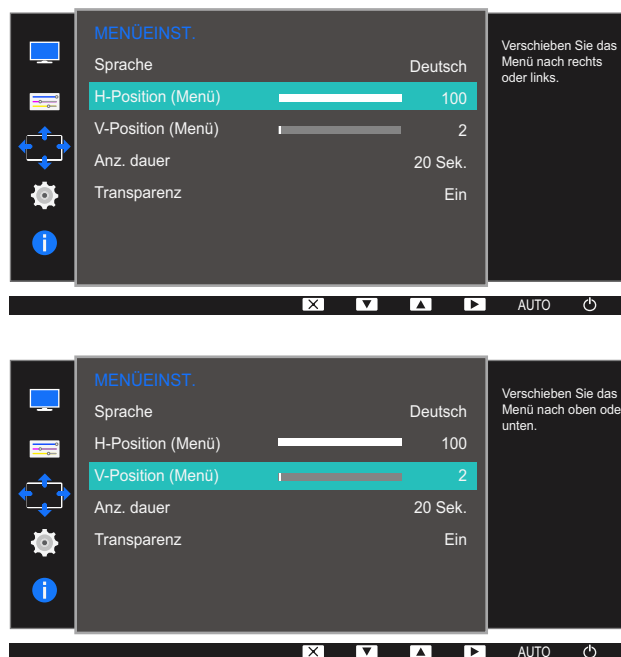 MENÜEINST.
Sprache Deutsch
H-Position (Menü) 100
V-Position (Menü) 2
Anz. dauer 20 Sek.
Transparenz Ein
Verschieben Sie das
Menü nach rechts
oder links.
AUTO
MENÜEINST.
Sprache Deutsch
H-Position (Menü) 100
V-Position (Menü) 2
Anz. dauer 20 Sek.
Transparenz Ein
Verschieben Sie das
Menü nach oben ode
unten.
AUTO